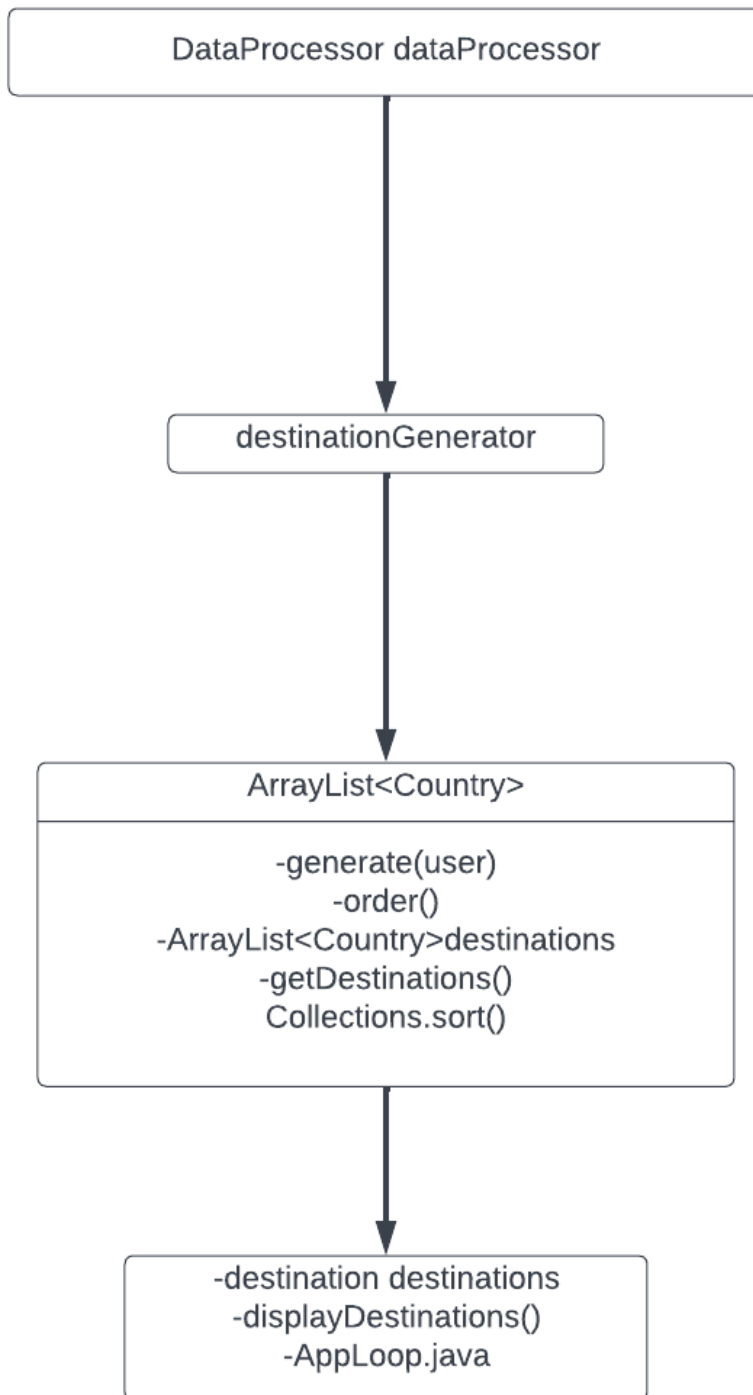 DataProcessor dataProcessor
destinationGenerator
ArrayList<Country>
-generate(user)
-order()
-ArrayList<Country>destinations
-getDestinations()
Collections.sort()
-destination destinations
-displayDestinations()
-AppLoop.java